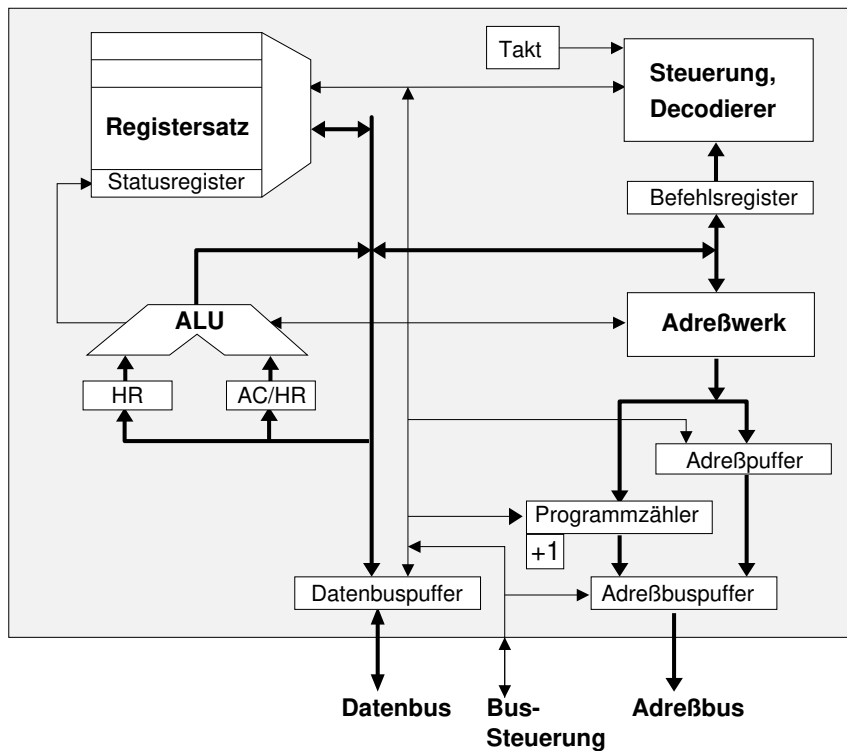 Takt
Steuerung,
Decodierer
Registersatz
Statusregister
Befehlsregister
ALU
Adreßwerk
HR
AC/HR
Adreßpuffer
Programmzähler
+1
Datenbuspuffer
Adreßbuspuffer
Datenbus
Bus-
Steuerung
Adreßbus